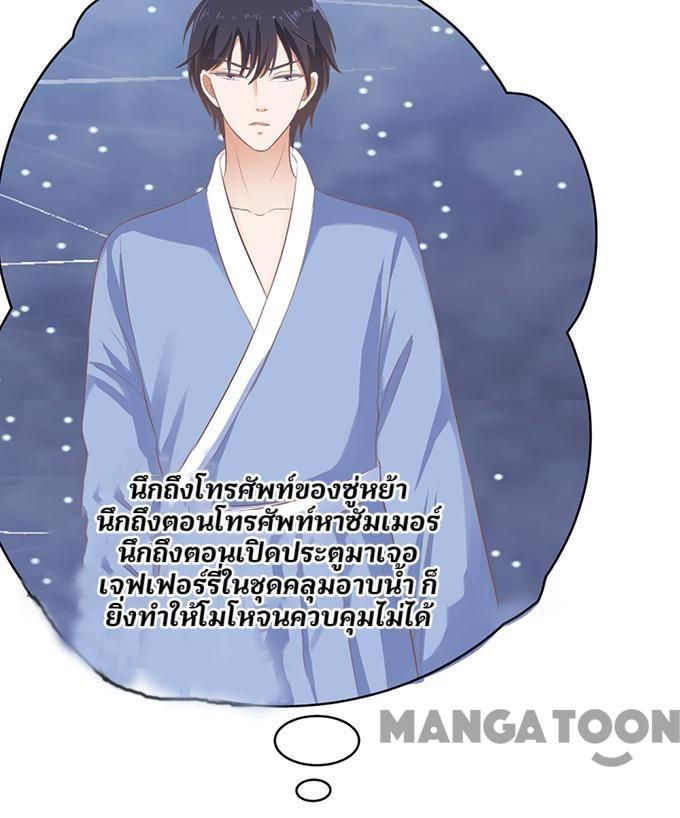 นึกถึงโทรศัพท์ของซู่หย้า
นึกถึงตอนโทรศัพท์หาซัมเมอร์
นึกถึงตอนเปิดประตูมาเจอ
เจฟเฟอร์รี่ในชุดคลุมอาบน้ำ ก็
ยิ่งทำให้โมโหจนควบคุมไม่ได้
MANGATOON